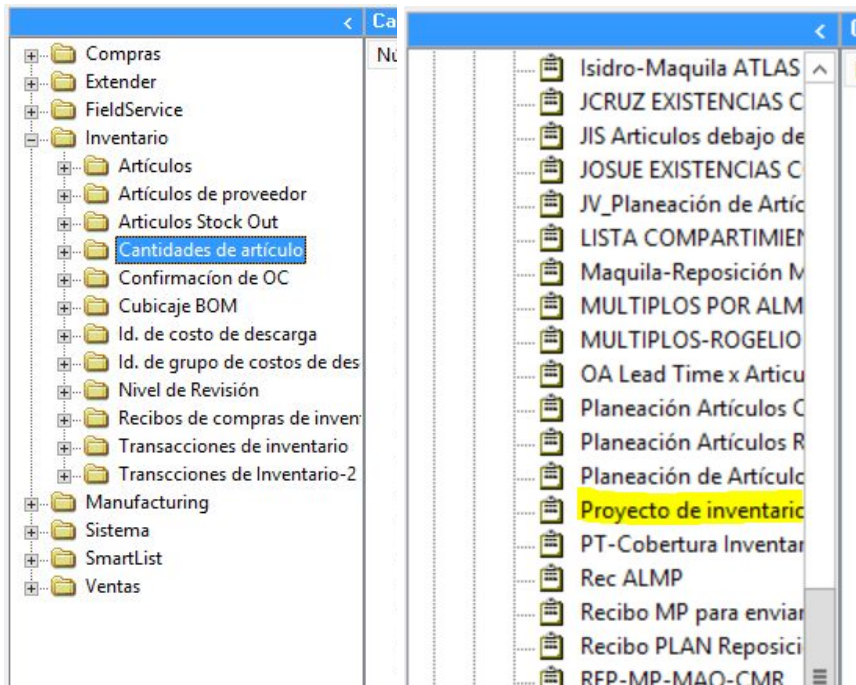 Ca
Compras
Nú
Extender
FieldService
Inventario
Artículos
Artículos de proveedor
Articulos Stock Out
Cantidades de artículo
Confirmacíon de OC
Cubicaje BOM
Id. de costo de descarga
Id. de grupo de costos de des
Nivel de Revisión
Recibos de compras de inven
Transacciones de inventario
Transcciones de Inventario-2
Manufacturing
Sistema
SmartList
Ventas
Isidro-Maquila ATLAS
JCRUZ EXISTENCIAS C
JIS Articulos debajo de
JOSUE EXISTENCIAS C
JV_Planeación de Artíc
LISTA COMPARTIMIEN
Maquila-Reposición M
MULTIPLOS POR ALM
MULTIPLOS-ROGELIO
OA Lead Time x Articu
Planeación Artículos C
Planeación Artículos R
Planeación de Artículo
Proyecto de inventario
PT-Cobertura Inventar
Rec ALMP
Recibo MP para enviar
Recibo PLAN Reposici
REP-MP-MAQ-CMR